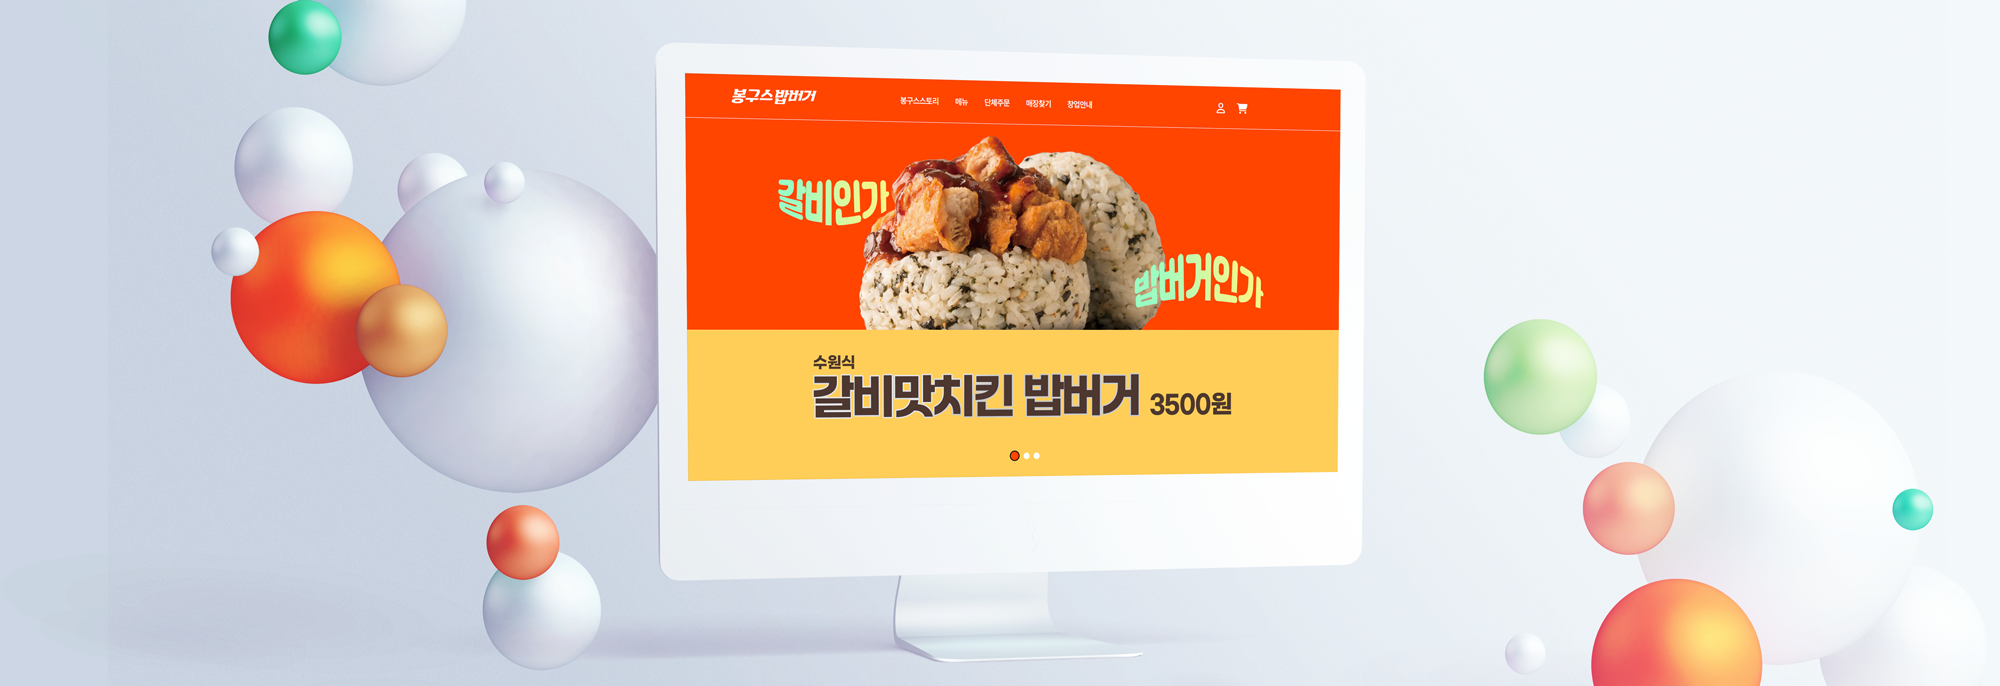 봉구스 밥버거
봉구스스토리 메뉴 단체주문 매장찾기 창업안내
갈비인가
밥버거인가
수원식
갈비맛치킨 밥버거 3500원